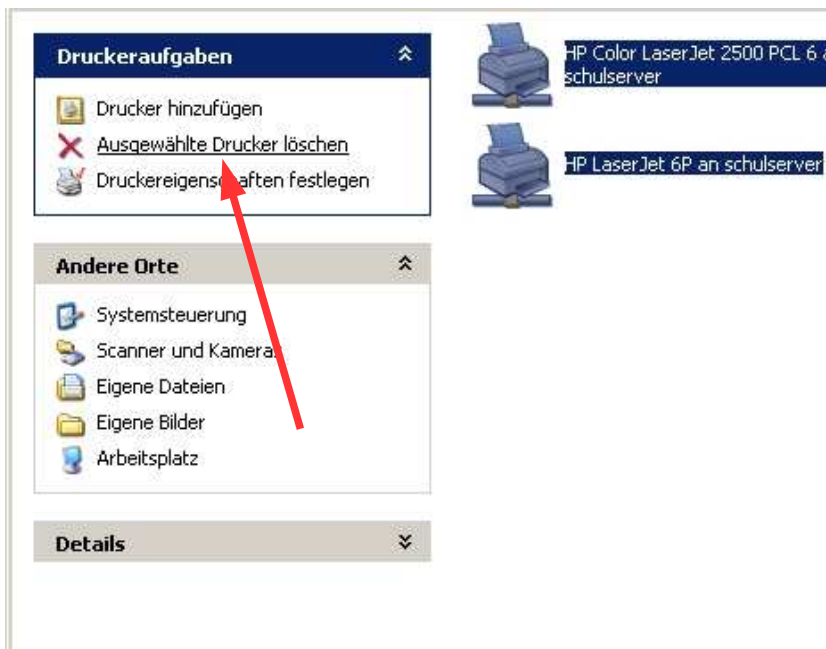 Druckeraufgaben
Drucker hinzufügen
Ausgewählte Drucker löschen
Druckereigenschaften festlegen
Andere Orte
Systemsteuerung
Scanner und Kameras
Eigene Dateien
Eigene Bilder
Arbeitsplatz
Details
HP Color LaserJet 2500 PCL 6 a
schulserver
HP LaserJet 6P an schulserver